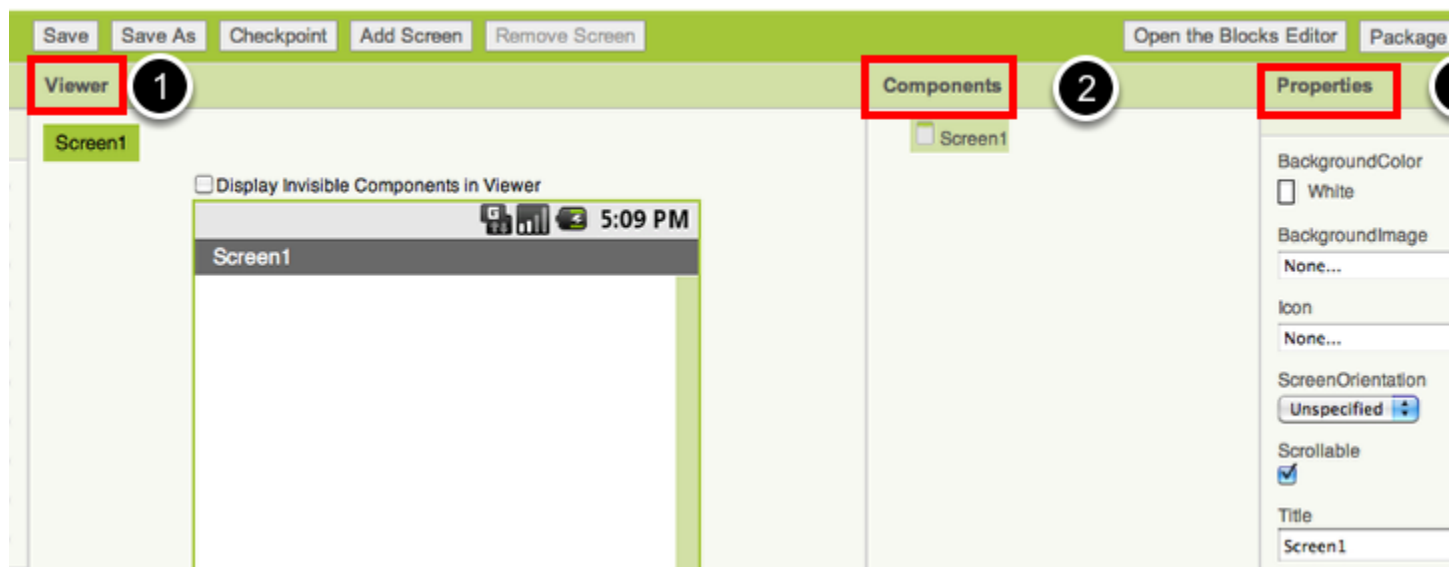 Save Save As Checkpoint Add Screen Remove Screen Open the Blocks Editor Package
Viewer 1 Components 2 Properties
Screen1 Screen1
Display Invisible Components in Viewer
5:09 PM
Screen1
BackgroundColor
White
BackgroundImage
None...
Icon
None...
ScreenOrientation
Unspecified
Scrollable
Title
Screen1